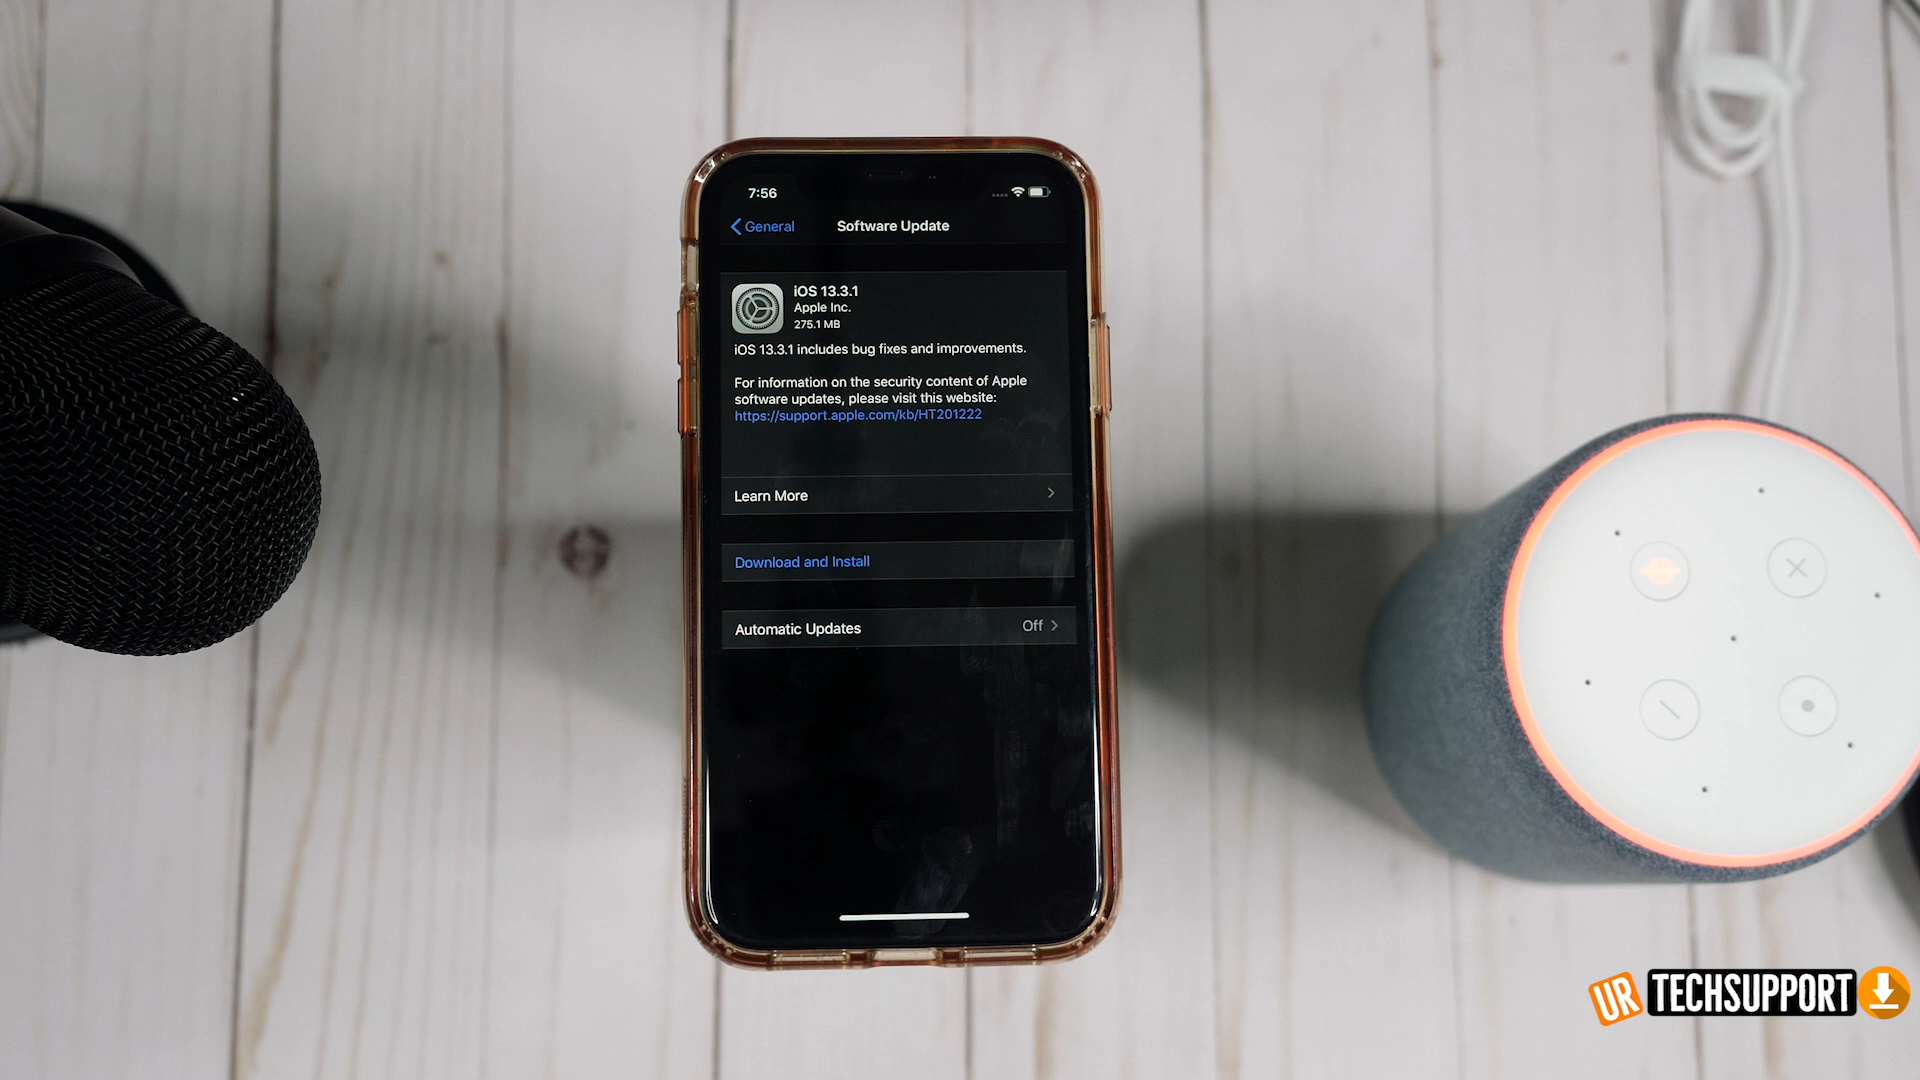 7:56
General
Software Update
iOS 13.3.1
Apple Inc.
275.1 MB
iOS 13.3.1 includes bug fixes and improvements.
For information on the security content of Apple
software updates, please visit this website:
https://support.apple.com/kb/HT201222
Learn More
Download and Install
Automatic Updates Off
UR TECHSUPPORT